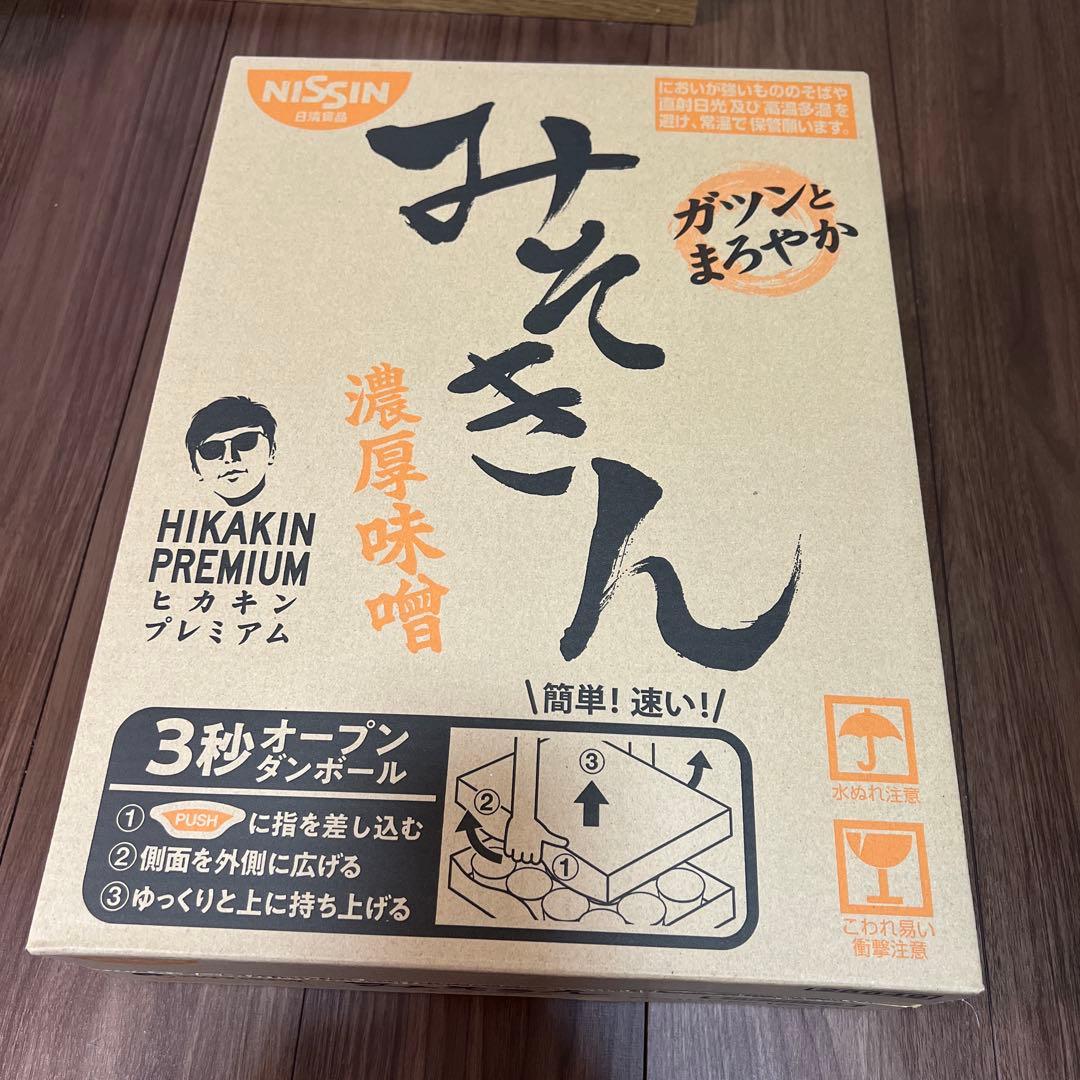 NISSIN
日清食品
においが強いもののそばや
直射日光及び高温多湿を
避け、常温で保管願います。
みそきん
ガツンと
まろやか
濃厚味噌
HIKAKIN
PREMIUM
ヒカキン
プレミアム
簡単！速い！
3秒オープン
ダンボール
① PUSH に指を差し込む
②側面を外側に広げる
③ゆっくりと上に持ち上げる
②
③
①
水ぬれ注意
こわれ易い
衝撃注意